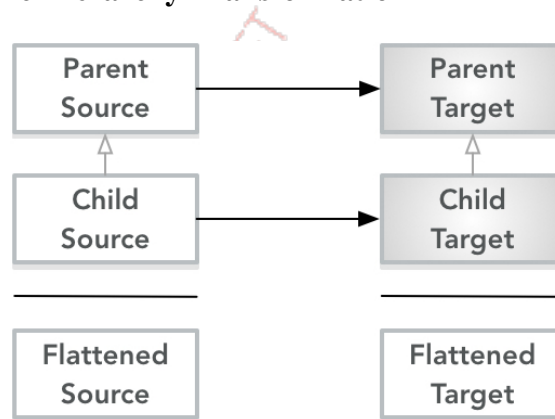 Parent
Source
Parent
Target
Child
Source
Child
Target
Flattened
Source
Flattened
Target